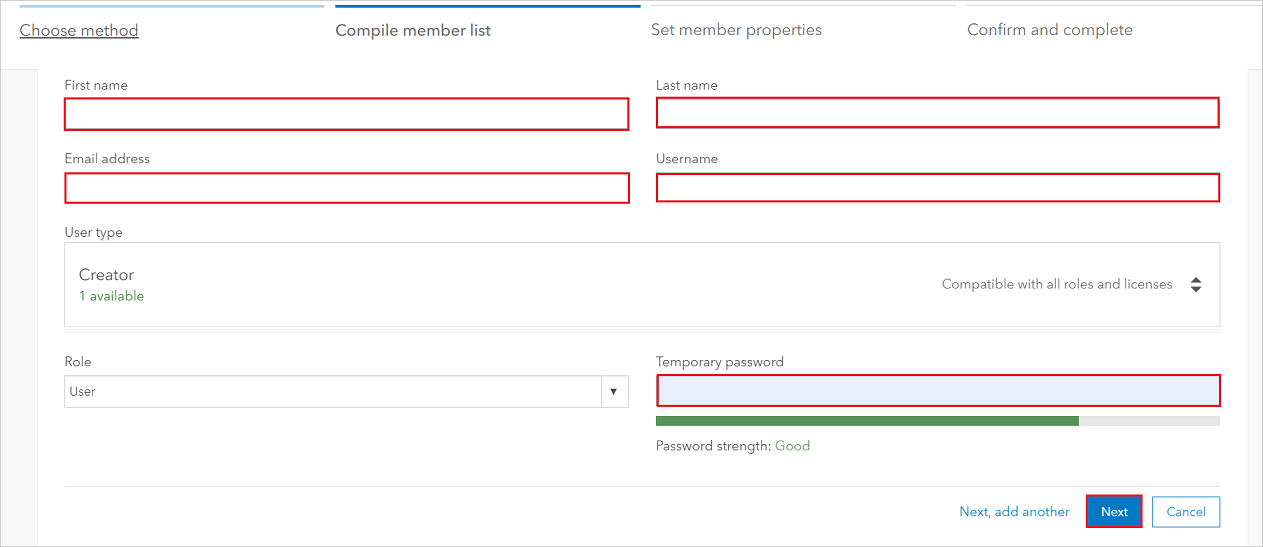 Choose method
Compile member list
Set member properties
Confirm and complete
First name
Last name
Email address
Username
User type
Creator
1 available
Compatible with all roles and licenses
Role
Temporary password
User
Password strength: Good
Next, add another
Next
Cancel